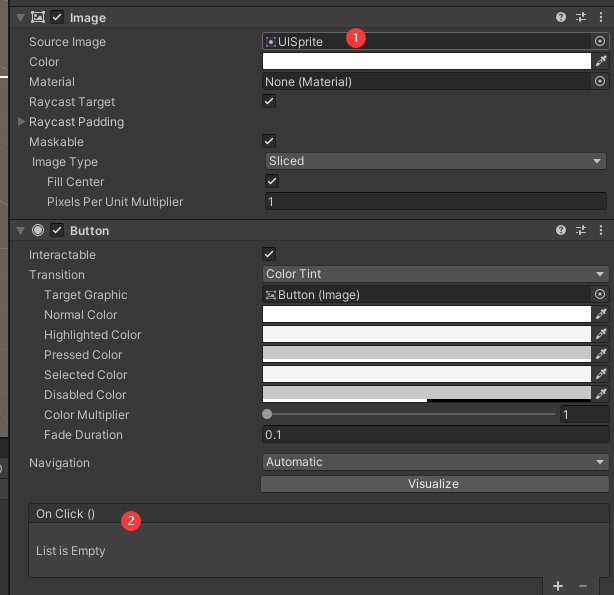 Image
Source Image UISprite 1
Color
Material None (Material)
Raycast Target
Raycast Padding
Maskable
Image Type Sliced
Fill Center
Pixels Per Unit Multiplier 1
Button
Interactable
Transition Color Tint
Target Graphic Button (Image)
Normal Color
Highlighted Color
Pressed Color
Selected Color
Disabled Color
Color Multiplier 1
Fade Duration 0.1
Navigation Automatic
Visualize
On Click () 2
List is Empty